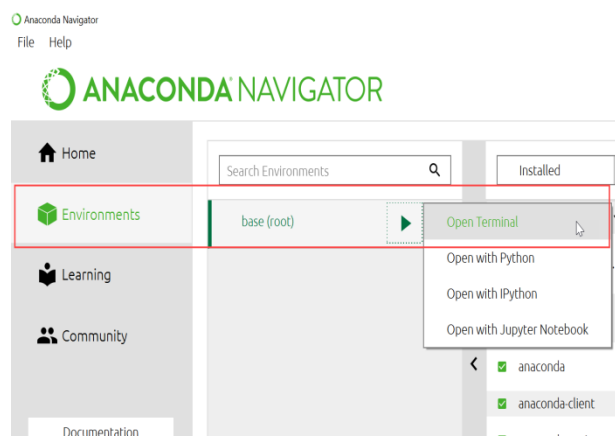 Anaconda Navigator
File Help
ANACONDA NAVIGATOR
Home
Search Environments
Installed
Environments
base (root)
Open Terminal
Open with Python
Learning
Open with IPython
Open with Jupyter Notebook
Community
anaconda
anaconda-client
Documentation